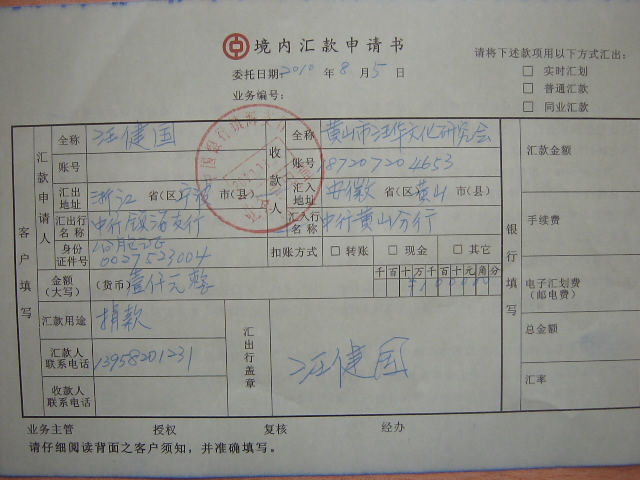 境内汇款申请书
请将下述款项用以下方式汇出:
委托日期: 2010 年 8 月 5 日
□ 实时汇划
业务编号:
□ 普通汇款
□ 同业汇款
客户填写
汇款申请人
全称 汪健国
收款人
全称 黄山市汪华文化研究会
汇款金额
账号
账号 187207204653
汇出地址 浙江 省(区) 宁波 市(县)
汇入地址 安徽 省(区) 黄山 市(县)
手续费
汇出行名称 中行镇海支行
汇入行名称 中行黄山分行
银行填写
身份证件号 0027523004
扣账方式 □ 转账 □ 现金 □ 其它
金额(大写) (货币) 壹仟元整
千百十万千百十元角分
¥100000
电子汇划费(邮电费)
汇款用途 捐款
汇出行盖章
汪健国
总金额
汇款人联系电话 13958201231
汇率
收款人联系电话
业务主管 授权 复核 经办
请仔细阅读背面之客户须知,并准确填写。